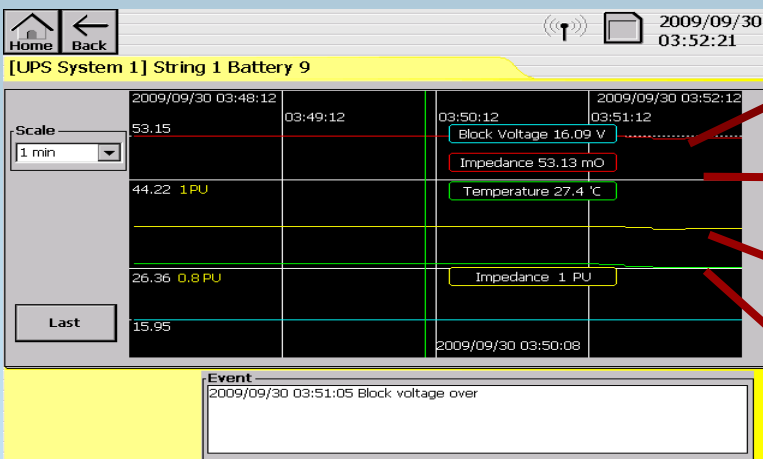 2009/09/30
03:52:21
Home Back
[UPS System 1] String 1 Battery 9
2009/09/30 03:48:12
2009/09/30 03:52:12
03:49:12
03:50:12
03:51:12
Scale
1 min
53.15
Block Voltage 16.09 V
Impedance 53.13 mO
44.22 1PU
Temperature 27.4 'C
26.36 0.8 PU
Impedance 1 PU
Last
15.95
2009/09/30 03:50:08
Event
2009/09/30 03:51:05 Block voltage over